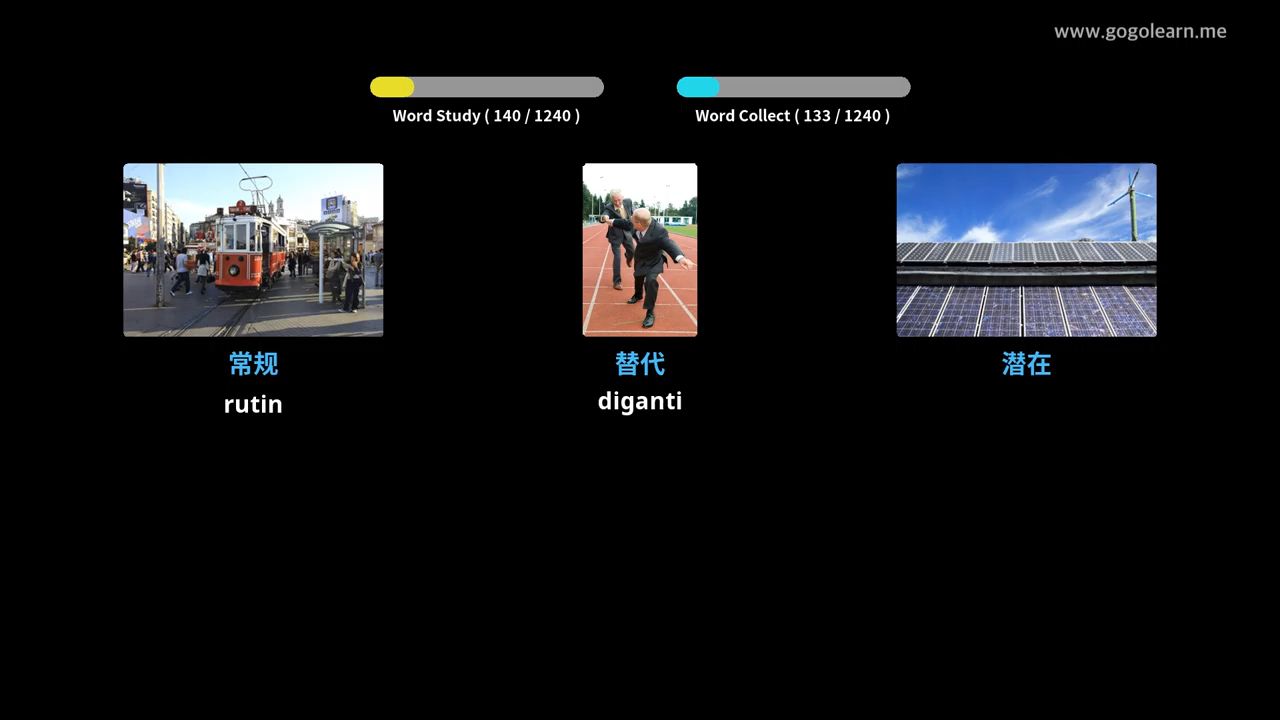 www.gogolearn.me
Word Study ( 140 / 1240 )
Word Collect ( 133 / 1240 )
常规
替代
潜在
rutin
diganti